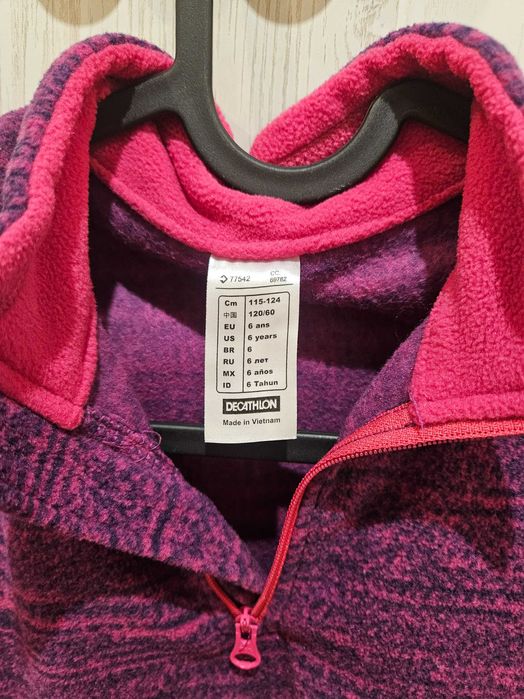 77542 CC
69782
Cm 115-124
中国 120/60
EU 6 ans
US 6 years
BR 6
RU 6 лет
MX 6 años
ID 6 Tahun
DECATHLON
Made in Vietnam